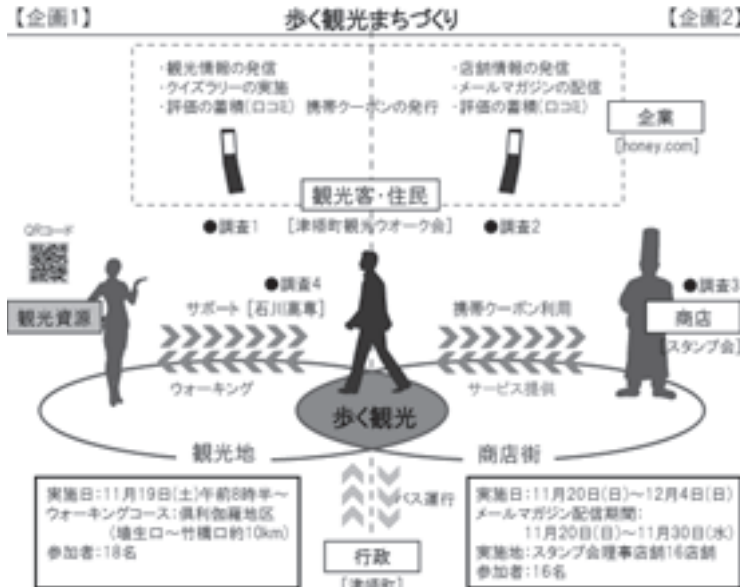 【企画1】
歩く観光まちづくり
【企画2】
・観光情報の発信
・クイズラリーの実施
・評価の蓄積(口コミ)
携帯クーポンの発行
・店舗情報の発信
・メールマガジンの配信
・評価の蓄積(口コミ)
企業
[honey.com]
観光客・住民
[津幡町観光ウオーク会]
●調査1
●調査2
QRコード
●調査4
●調査3
観光資源
サポート [石川高専]
携帯クーポン利用
商店
[スタンプ会]
ウォーキング
サービス提供
歩く観光
観光地
商店街
実施日:11月19日(土)午前8時半~
ウォーキングコース:倶利伽羅地区
(埴生口~竹橋口約10km)
参加者:18名
バス運行
行政
[津幡町]
実施日:11月20日(日)~12月4日(日)
メールマガジン配信期間:
11月20日(日)~11月30日(水)
実施地:スタンプ会理事店舗16店舗
参加者:16名